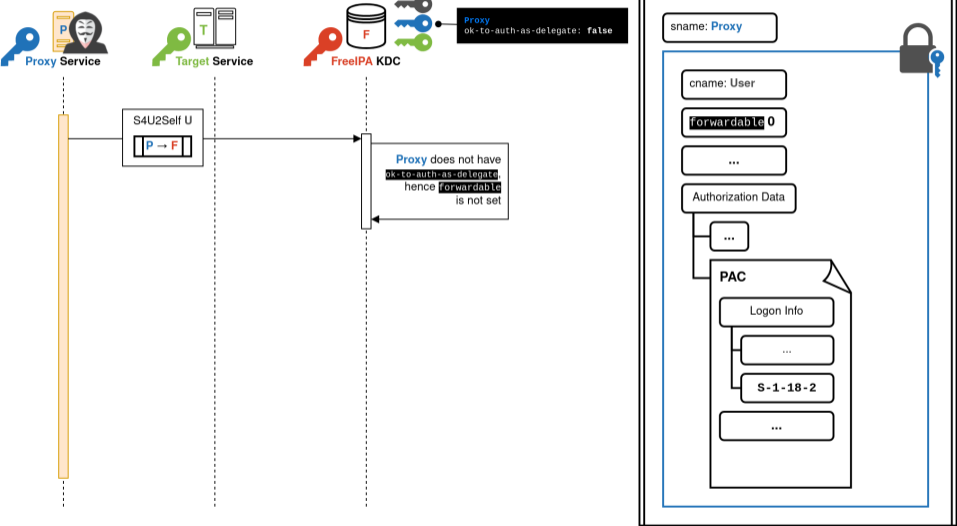 P
T
F
Proxy
ok-to-auth-as-delegate: false
Proxy Service
Target Service
FreeIPA KDC
S4U2Self U
P → F
Proxy does not have
ok-to-auth-as-delegate,
hence forwardable
is not set
sname: Proxy
cname: User
forwardable 0
...
Authorization Data
...
PAC
Logon Info
...
S-1-18-2
...